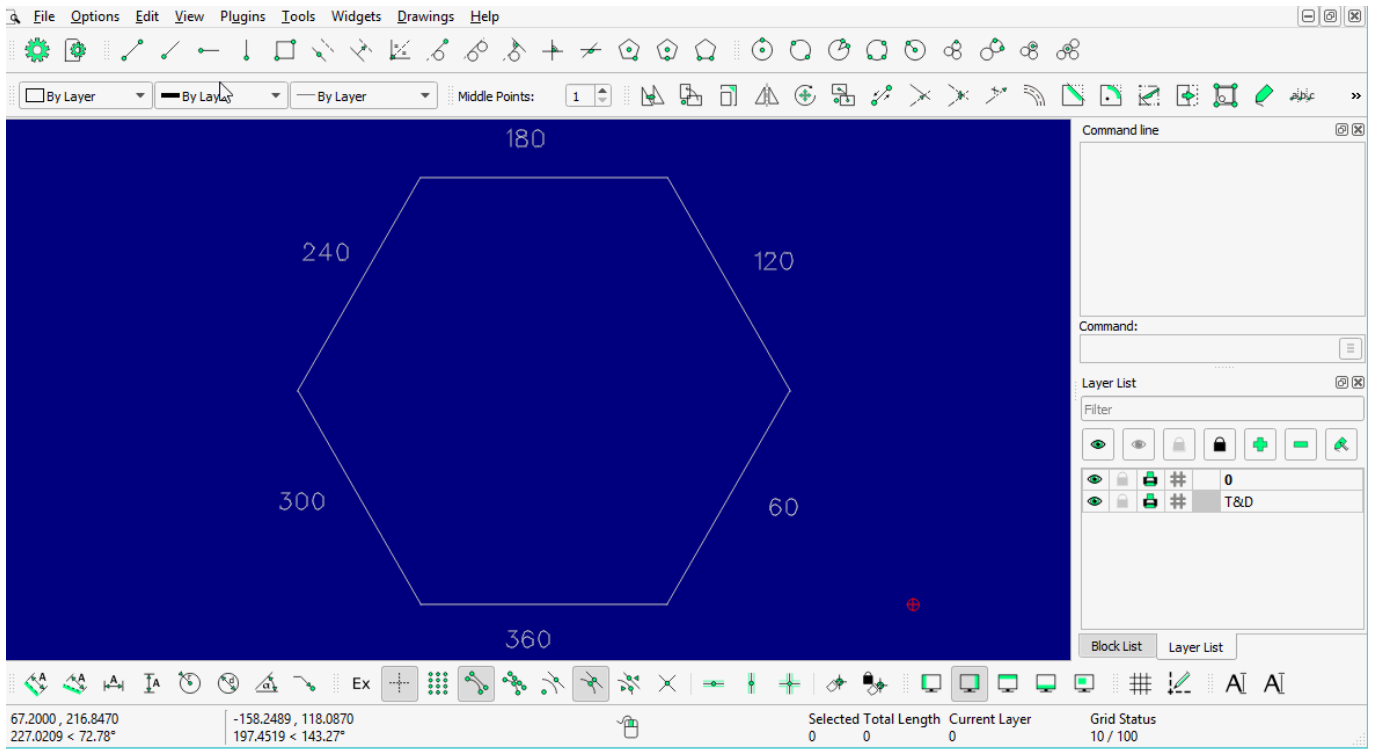 File Options Edit View Plugins Tools Widgets Drawings Help
By Layer By Layer By Layer Middle Points: 1 »
180
240
120
300
60
360
Command line
Command:
Layer List
Filter
0
T&D
Block List Layer List
Ex
67.2000 , 216.8470
227.0209 < 72.78°
-158.2489 , 118.0870
197.4519 < 143.27°
Selected Total Length Current Layer
0 0 0
Grid Status
10 / 100